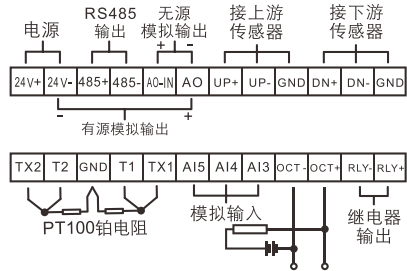 电源
RS485
输出
无源
模拟输出
+ -
接上游
传感器
接下游
传感器
24V+ 24V- 485+ 485- AO-IN AO UP+ UP- GND DN+ DN- GND
- +
有源模拟输出
TX2 T2 GND T1 TX1 AI5 AI4 AI3 OCT- OCT+ RLY- RLY+
PT100铂电阻
模拟输入
继电器
输出